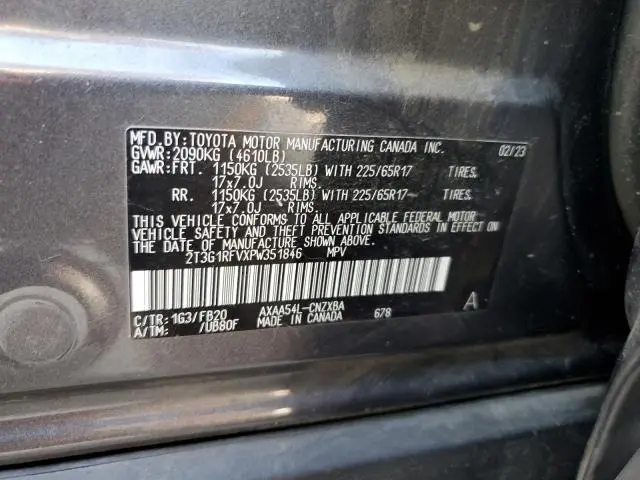 MFD. BY: TOYOTA MOTOR MANUFACTURING CANADA INC. 02/23
GVWR: 2090KG (4610LB)
GAWR: FRT. 1150KG (2535LB) WITH 225/65R17 TIRES.
17x7.0J RIMS.
RR. 1150KG (2535LB) WITH 225/65R17 TIRES.
17x7.0J RIMS.
THIS VEHICLE CONFORMS TO ALL APPLICABLE FEDERAL MOTOR
VEHICLE SAFETY AND THEFT PREVENTION STANDARDS IN EFFECT
ON THE DATE OF MANUFACTURE SHOWN ABOVE.
2T3G1RFVXPW351846 MPV
C/TR: 1G3/FB20 AXAA54L-CNZXBA A
A/TM: /UB80F MADE IN CANADA 678